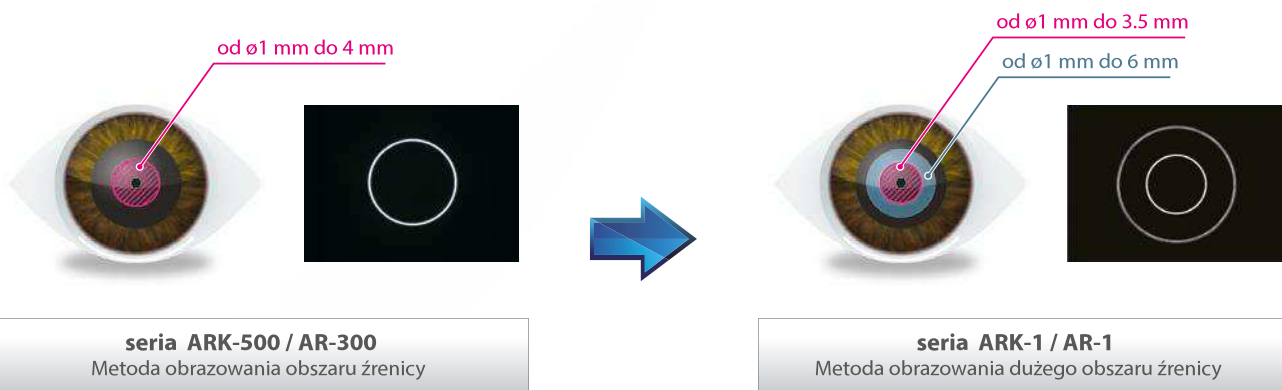 od ø1 mm do 4 mm
od ø1 mm do 3.5 mm
od ø1 mm do 6 mm
seria ARK-500 / AR-300
Metoda obrazowania obszaru źrenicy
seria ARK-1 / AR-1
Metoda obrazowania dużego obszaru źrenicy